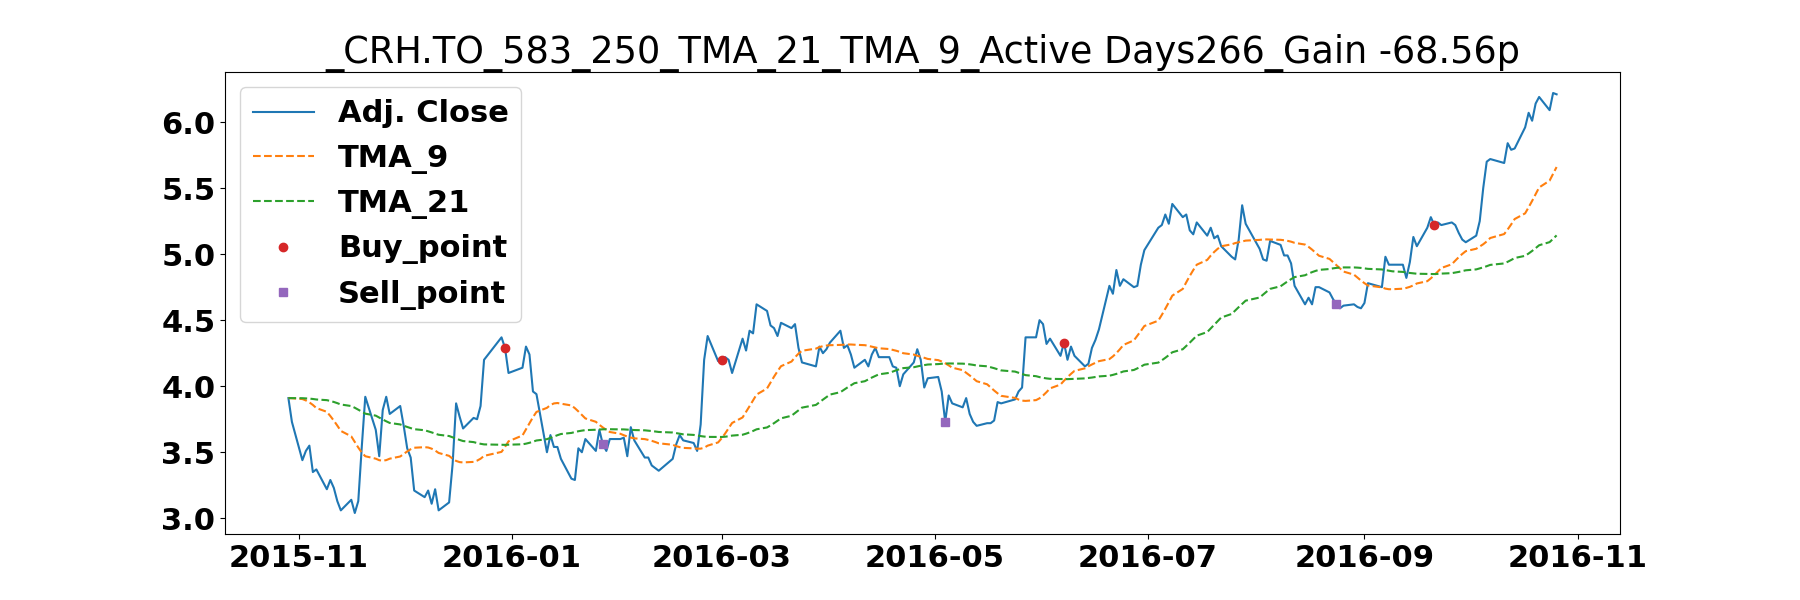 _CRH.TO_583_250_TMA_21_TMA_9_Active Days266_Gain -68.56p
Adj. Close
TMA_9
TMA_21
Buy_point
Sell_point
6.0
5.5
5.0
4.5
4.0
3.5
3.0
2015-11 2016-01 2016-03 2016-05 2016-07 2016-09 2016-11